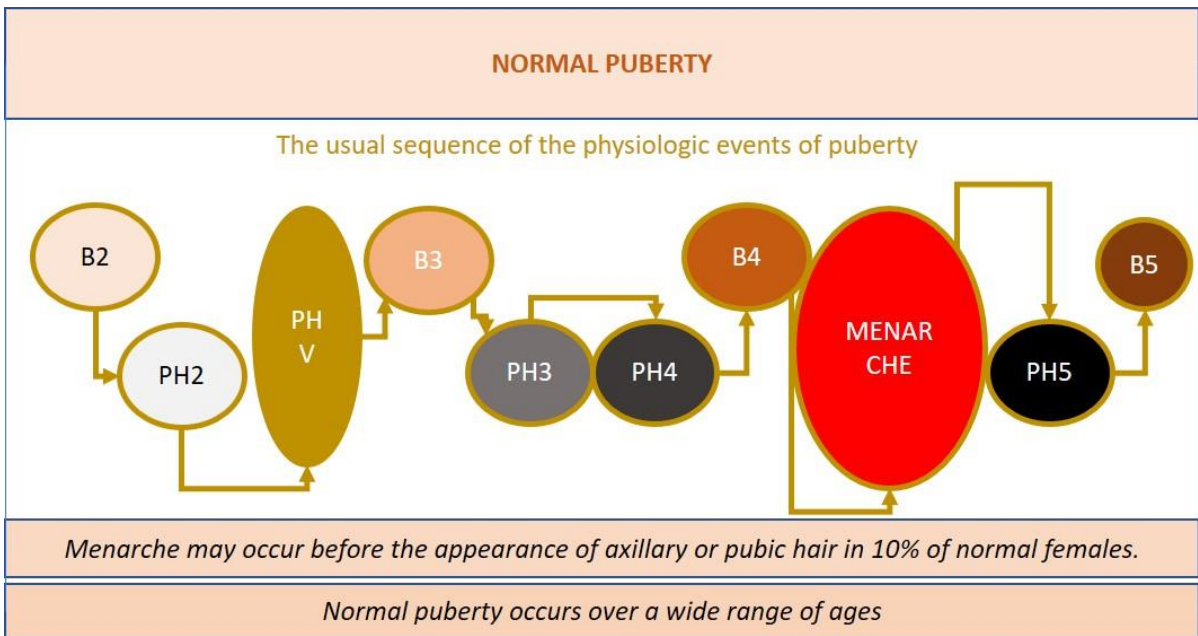 NORMAL PUBERTY
The usual sequence of the physiologic events of puberty
B2
PH2
PH
V
B3
PH3
PH4
B4
MENAR
CHE
PH5
B5
Menarche may occur before the appearance of axillary or pubic hair in 10% of normal females.
Normal puberty occurs over a wide range of ages